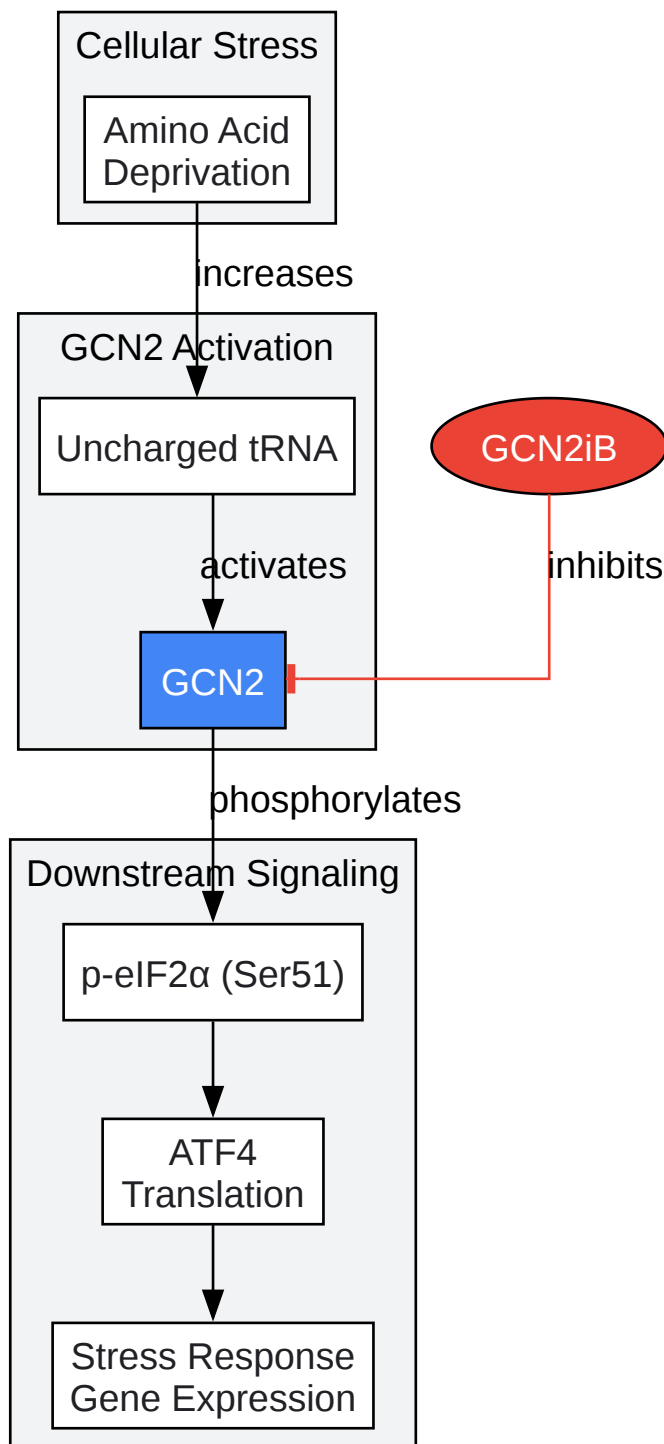 Cellular Stress
Amino Acid
Deprivation
increases
GCN2 Activation
Uncharged tRNA
GCN2iB
activates
inhibits
GCN2
phosphorylates
Downstream Signaling
p-eIF2α (Ser51)
ATF4
Translation
Stress Response
Gene Expression